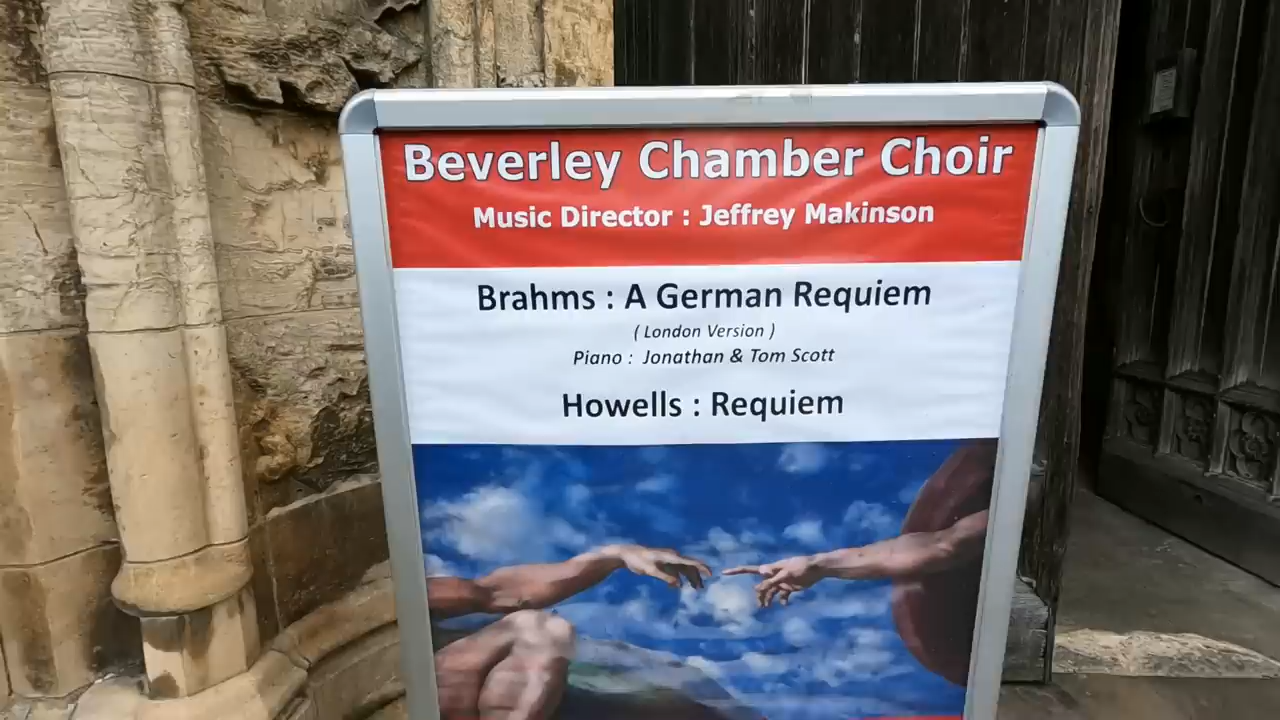 Beverley Chamber Choir
Music Director : Jeffrey Makinson
Brahms : A German Requiem
( London Version )
Piano : Jonathan & Tom Scott
Howells : Requiem